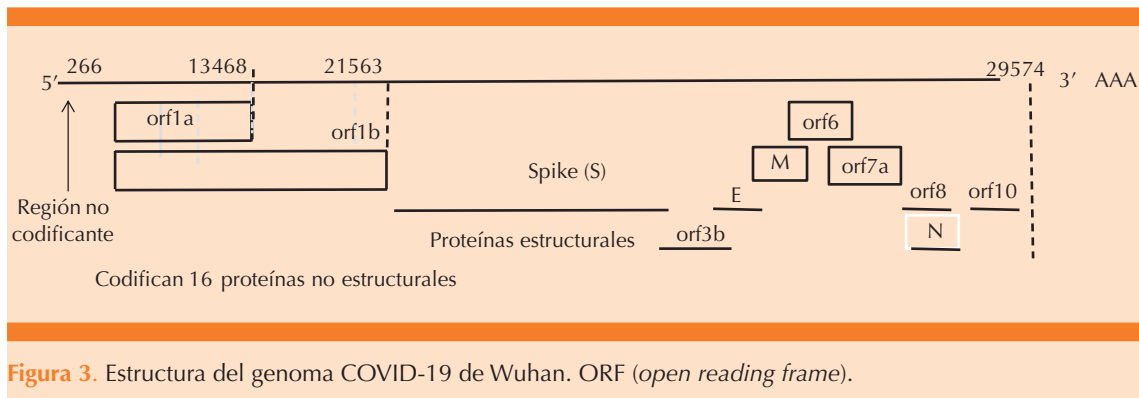 5′ 266 13468 21563 29574 3′ AAA
orf1a
orf1b
orf6
M
orf7a
Spike (S)
E
orf8
orf10
Región no
codificante
Proteínas estructurales
orf3b
N
Codifican 16 proteínas no estructurales
Figura 3. Estructura del genoma COVID-19 de Wuhan. ORF (open reading frame).